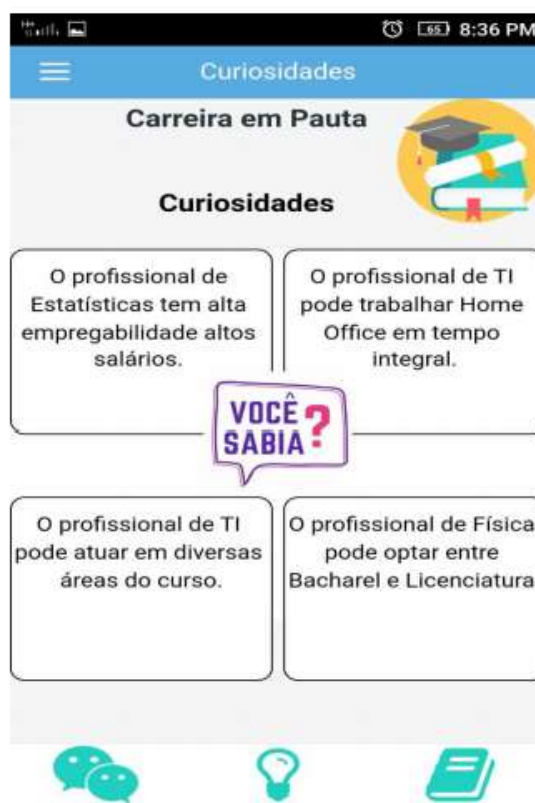 65 8:36 PM
Curiosidades
Carreira em Pauta
Curiosidades
O profissional de
Estatísticas tem alta
empregabilidade altos
salários.
O profissional de TI
pode trabalhar Home
Office em tempo
integral.
VOCÊ
SABIA?
O profissional de TI
pode atuar em diversas
áreas do curso.
O profissional de Física
pode optar entre
Bacharel e Licenciatura